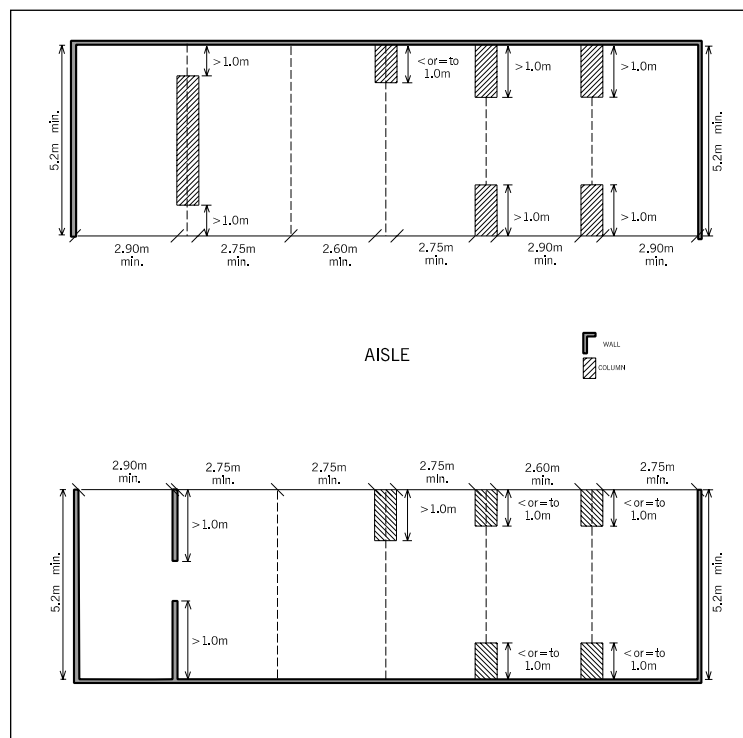 >1.0m
< or=to
1.0m
>1.0m
>1.0m
5.2m min.
5.2m min.
>1.0m
>1.0m
>1.0m
2.90m
min.
2.75m
min.
2.60m
min.
2.75m
min.
2.90m
min.
2.90m
min.
AISLE
WALL
COLUMN
2.90m
min.
2.75m
min.
2.75m
min.
2.75m
min.
2.60m
min.
2.75m
min.
>1.0m
>1.0m
<or=to
1.0m
<or=to
1.0m
5.2m min.
5.2m min.
>1.0m
<or=to
1.0m
<or=to
1.0m